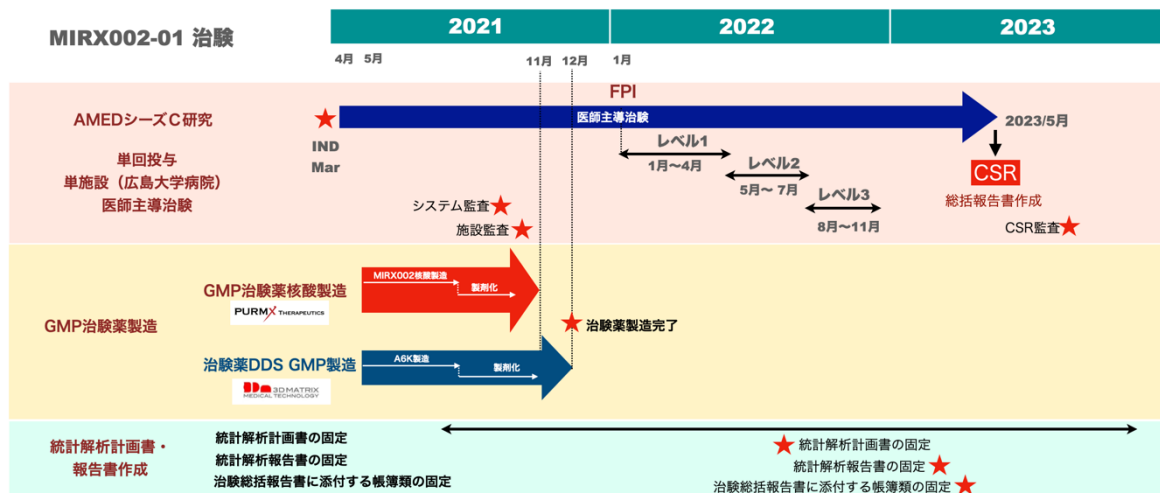 MIRX002-01 治験
2021
2022
2023
4月 5月
11月 12月
1月
FPI
AMEDシーズC研究
医師主導治験
2023/5月
IND
Mar
レベル1
1月〜4月
レベル2
5月〜 7月
レベル3
8月〜11月
CSR
総括報告書作成
単回投与
単施設（広島大学病院）
医師主導治験
システム監査
施設監査
CSR監査
GMP治験薬製造
GMP治験薬核酸製造
PURMX THERAPEUTICS
MIRX002核酸製造
製剤化
治験薬製造完了
治験薬DDS GMP製造
3D MATRIX
MEDICAL TECHNOLOGY
A6K製造
製剤化
統計解析計画書・
報告書作成
統計解析計画書の固定
統計解析報告書の固定
治験総括報告書に添付する帳簿類の固定
統計解析計画書の固定
統計解析報告書の固定
治験総括報告書に添付する帳簿類の固定